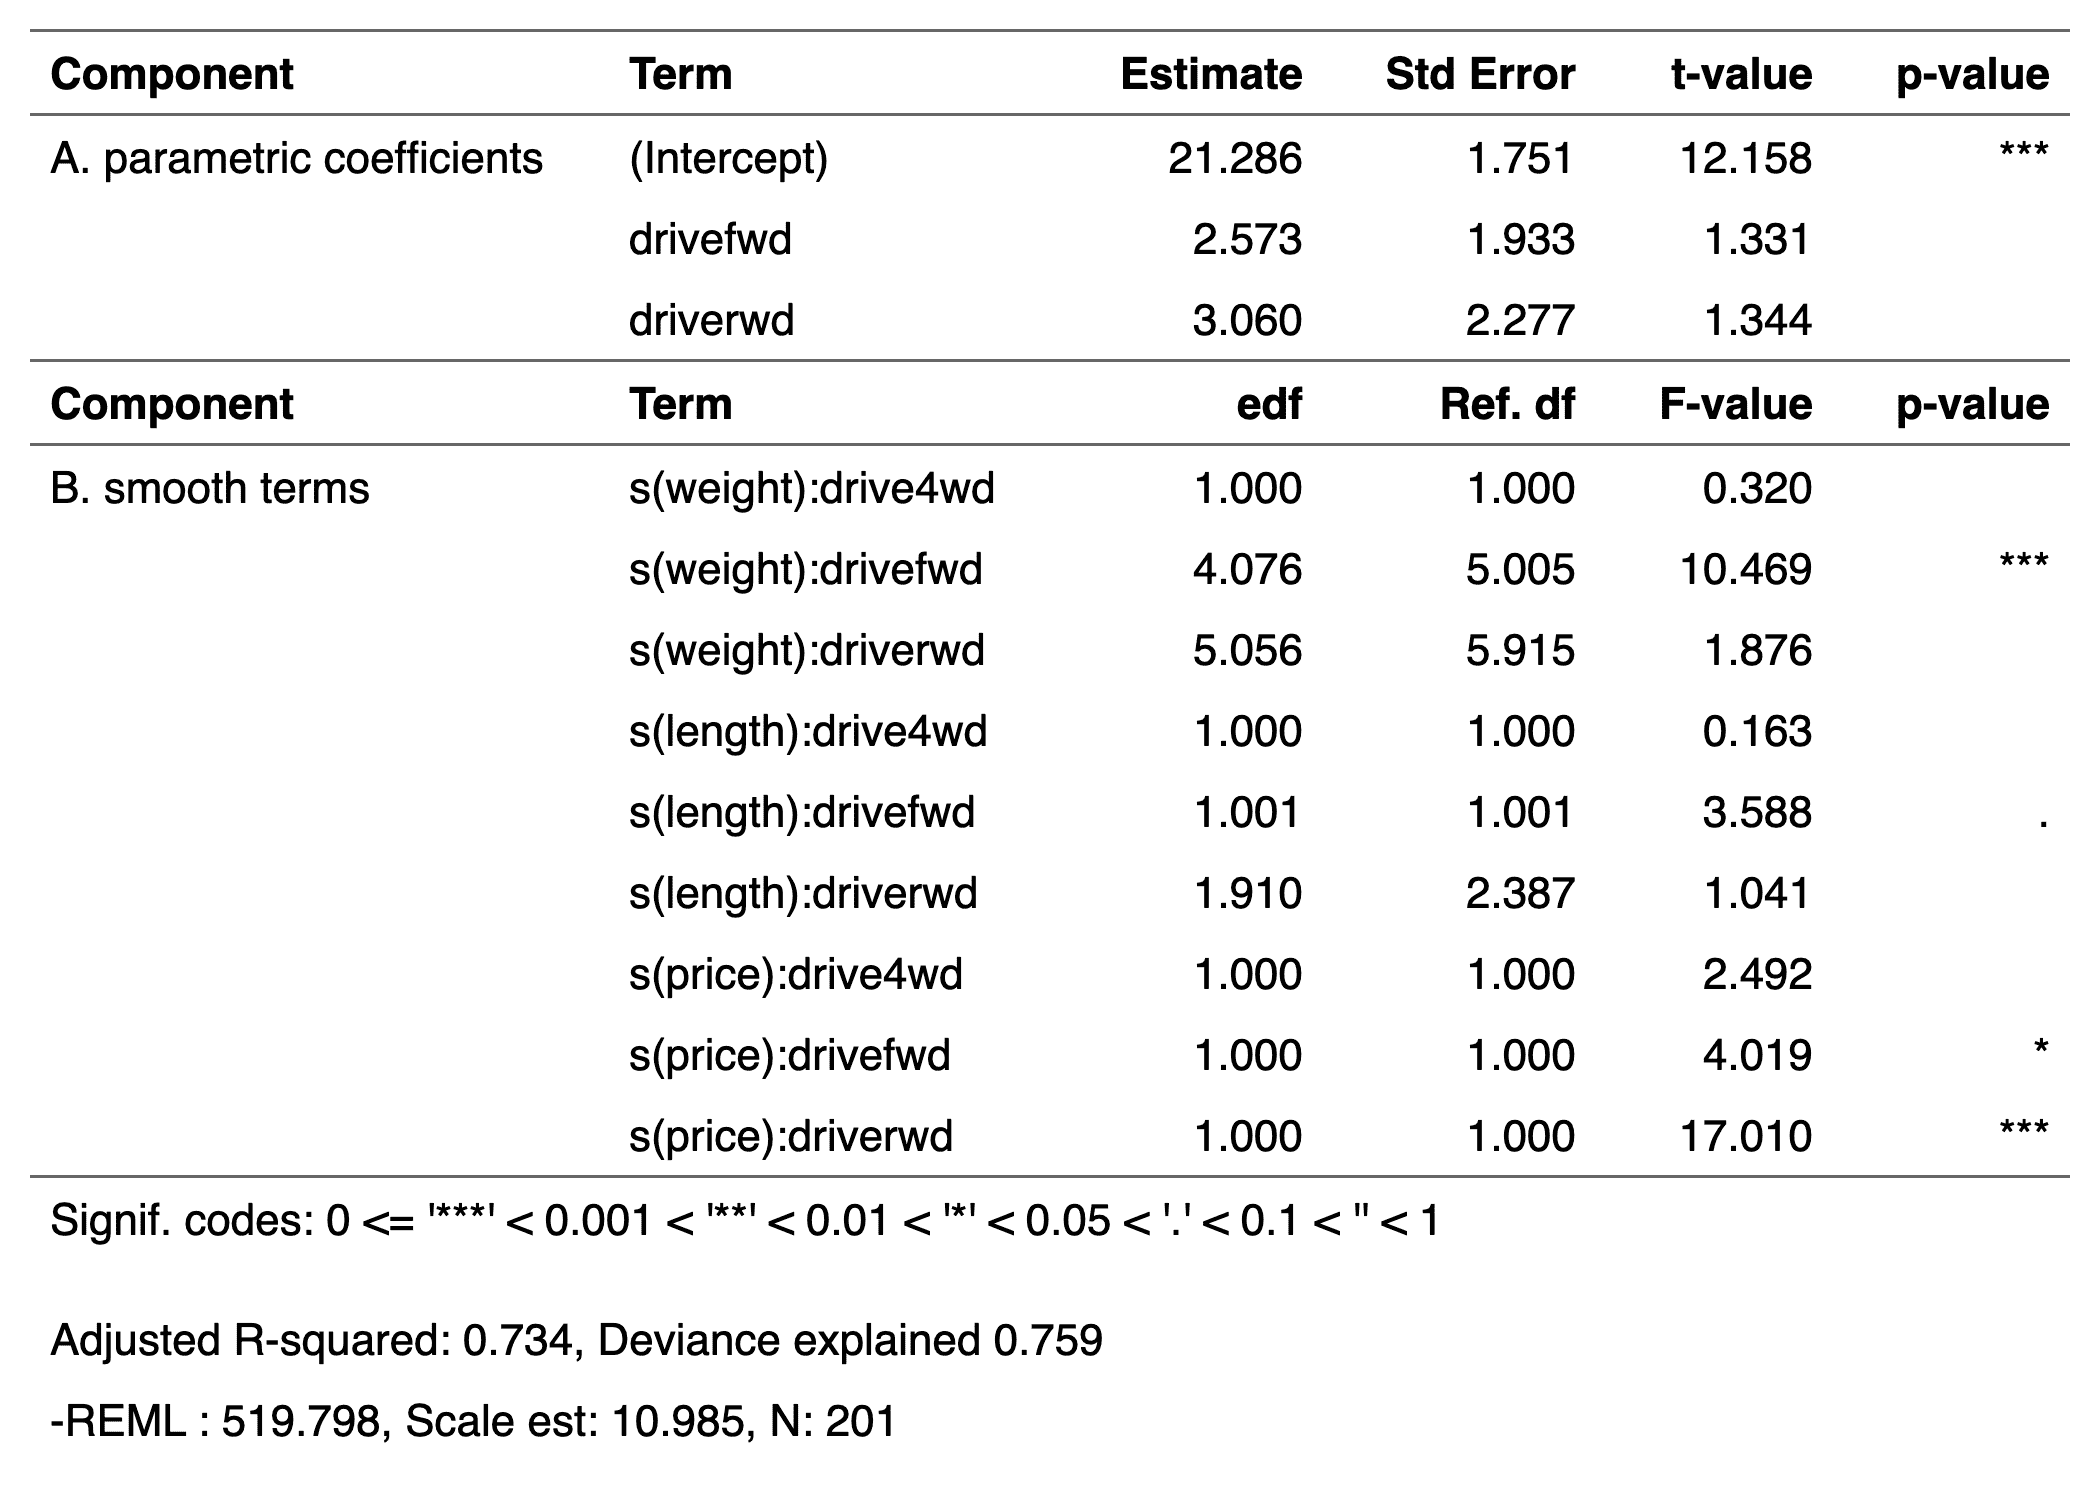 Component Term Estimate Std Error t-value p-value
A. parametric coefficients (Intercept) 21.286 1.751 12.158 ***
drivefwd 2.573 1.933 1.331
driverwd 3.060 2.277 1.344
Component Term edf Ref. df F-value p-value
B. smooth terms s(weight):drive4wd 1.000 1.000 0.320
s(weight):drivefwd 4.076 5.005 10.469 ***
s(weight):driverwd 5.056 5.915 1.876
s(length):drive4wd 1.000 1.000 0.163
s(length):drivefwd 1.001 1.001 3.588 .
s(length):driverwd 1.910 2.387 1.041
s(price):drive4wd 1.000 1.000 2.492
s(price):drivefwd 1.000 1.000 4.019 *
s(price):driverwd 1.000 1.000 17.010 ***
Signif. codes: 0 <= '***' < 0.001 < '**' < 0.01 < '*' < 0.05 < '.' < 0.1 < '' < 1
Adjusted R-squared: 0.734, Deviance explained 0.759
-REML : 519.798, Scale est: 10.985, N: 201